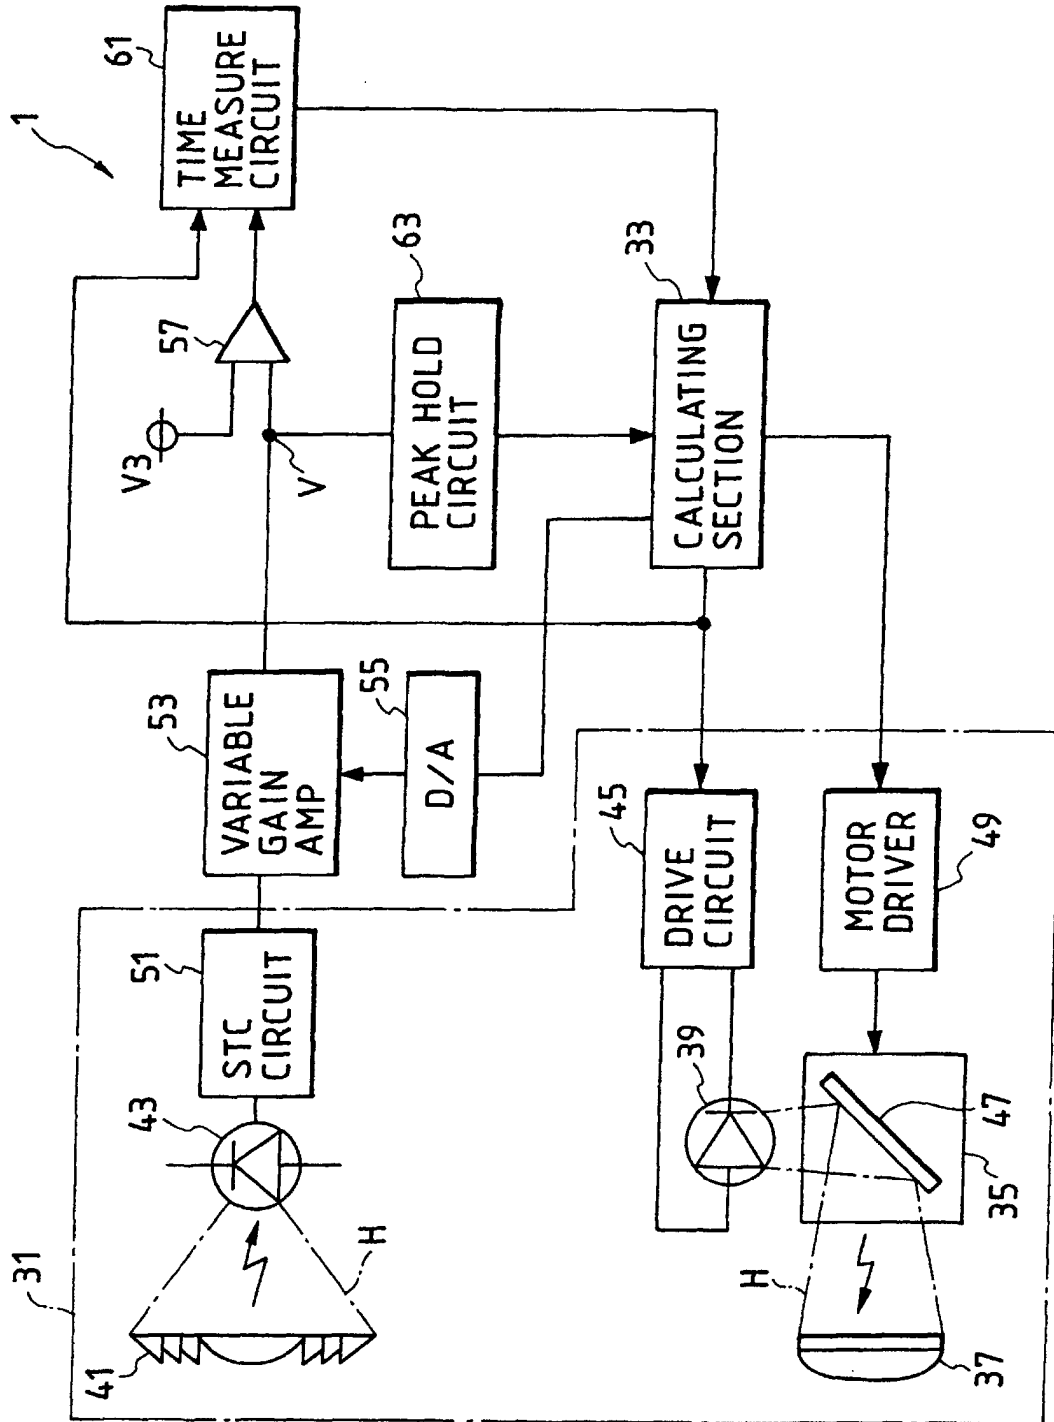 1
31
41
H
43
51
STC
CIRCUIT
53
VARIABLE
GAIN
AMP
55
D/A
V3
V
57
61
TIME
MEASURE
CIRCUIT
63
PEAK HOLD
CIRCUIT
33
CALCULATING
SECTION
45
DRIVE
CIRCUIT
39
49
MOTOR
DRIVER
47
35
H
37